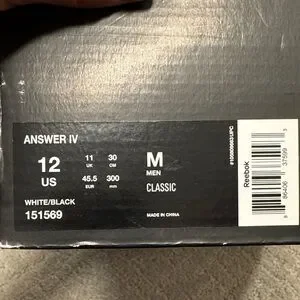 ANSWER IV
12
US
11
UK
30
CM
45.5
EUR
300
mm
M
MEN
CLASSIC
WHITE/BLACK
151569
MADE IN CHINA
Reebok